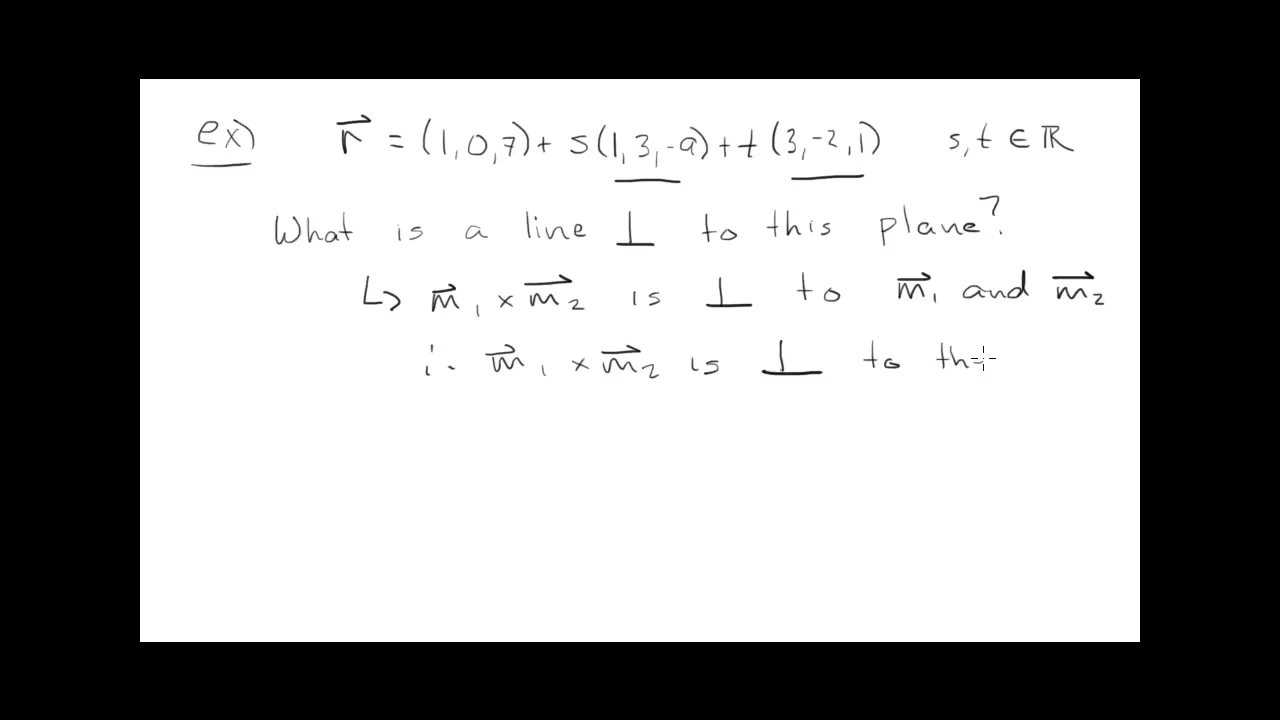 ex) r⃗ = (1, 0, 7) + s(1, 3, -9) + t(3, -2, 1) s, t ∈ ℝ
What is a line ⊥ to this plane?
↳ m⃗₁ × m⃗₂ is ⊥ to m⃗₁ and m⃗₂
∴ m⃗₁ × m⃗₂ is ⊥ to th